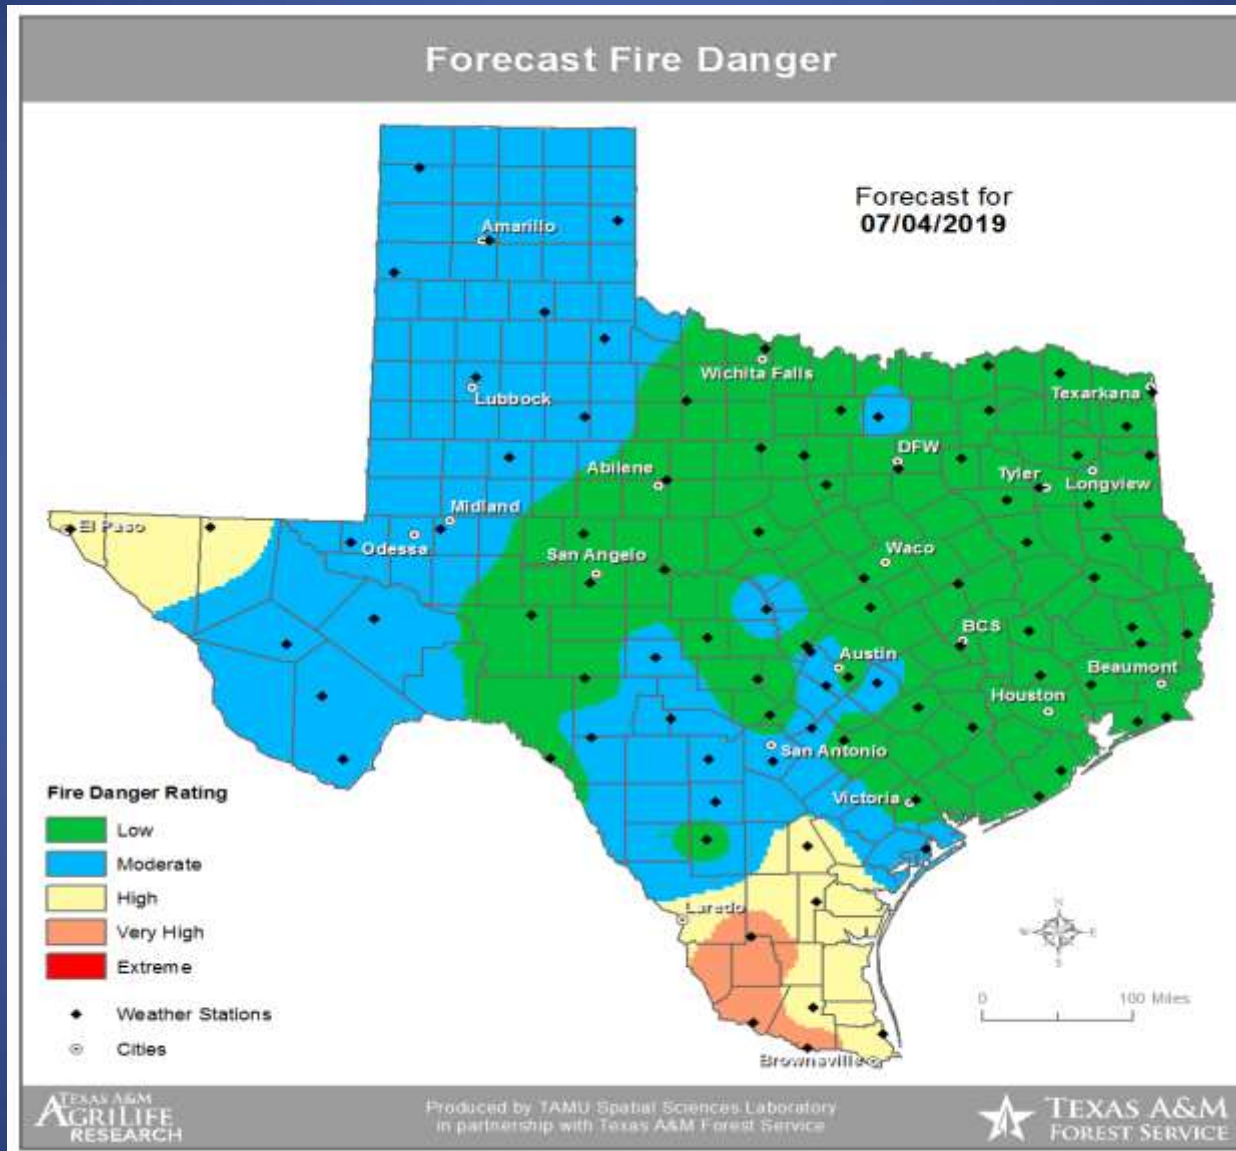 Forecast Fire Danger
Forecast for
07/04/2019
Amarillo
Lubbock
Wichita Falls
Texarkana
DFW
Abilene
Tyler
Longview
Midland
El Paso
Odessa
San Angelo
Waco
BCS
Austin
Beaumont
Houston
San Antonio
Victoria
Laredo
Brownsville
Fire Danger Rating
Low
Moderate
High
Very High
Extreme
Weather Stations
Cities
N
W E
S
0 100 Miles
TEXAS A&M
AGRILIFE
RESEARCH
Produced by TAMU Spatial Sciences Laboratory
in partnership with Texas A&M Forest Service
TEXAS A&M
FOREST SERVICE